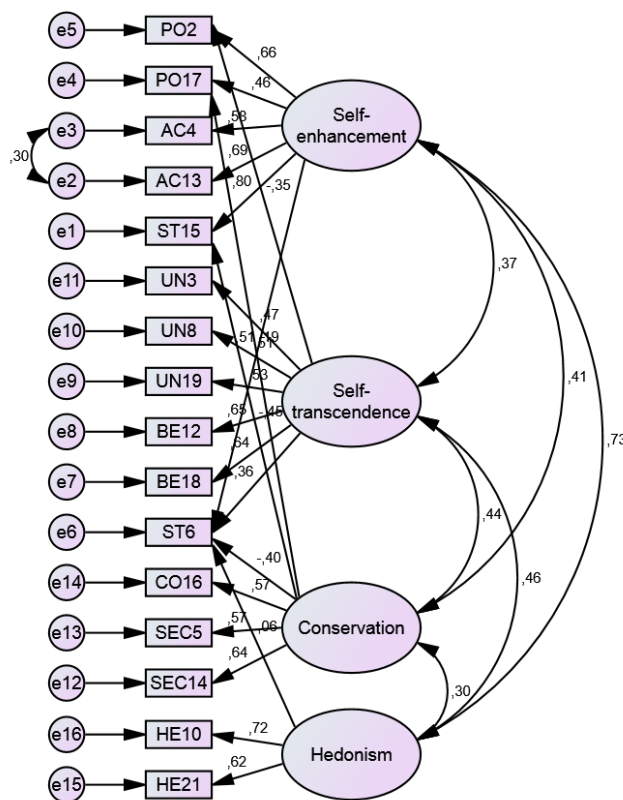 e5
PO2
,66
e4
PO17
,46
Self-
enhancement
e3
AC4
,58
,30
,69
e2
AC13
,80
-,35
e1
ST15
e11
UN3
,37
,47
e10
UN8
,51
e9
UN19
,53
Self-
transcendence
,41
e8
BE12
,65
-,45
,73
e7
BE18
,64
,36
e6
ST6
,44
-,40
e14
CO16
,57
,46
e13
SEC5
,57
,06
Conservation
e12
SEC14
,64
,30
e16
HE10
,72
Hedonism
e15
HE21
,62